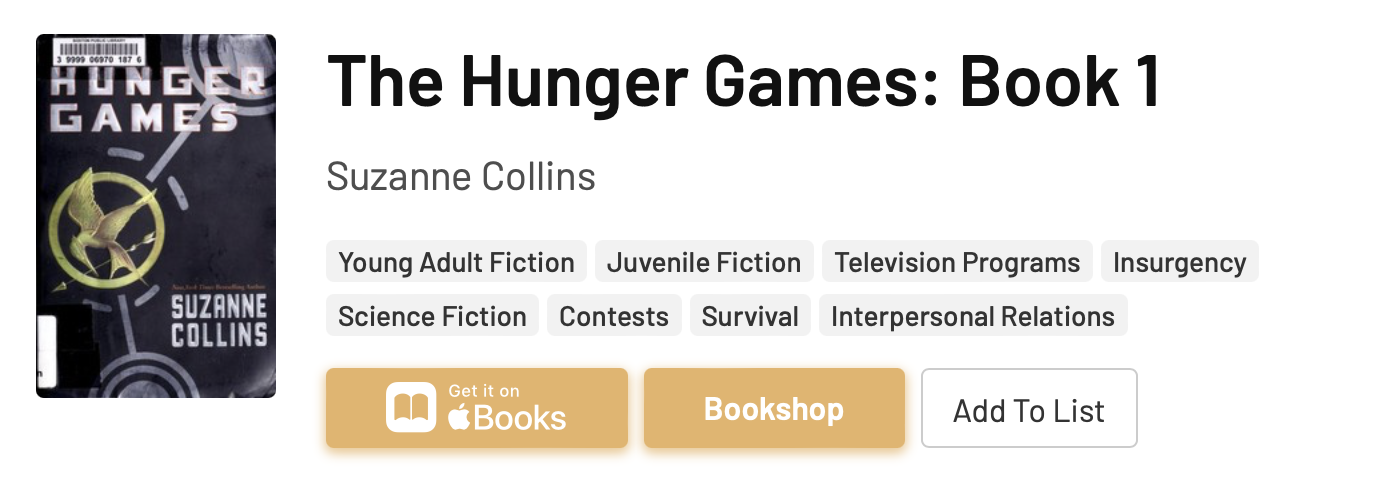 BOSTON PUBLIC LIBRARY
3 9999 06970 187 6
HUNGER
GAMES
New York Times Bestselling Author
SUZANNE
COLLINS
n
The Hunger Games: Book 1
Suzanne Collins
Young Adult Fiction Juvenile Fiction Television Programs Insurgency
Science Fiction Contests Survival Interpersonal Relations
Get it on
Books
Bookshop
Add To List